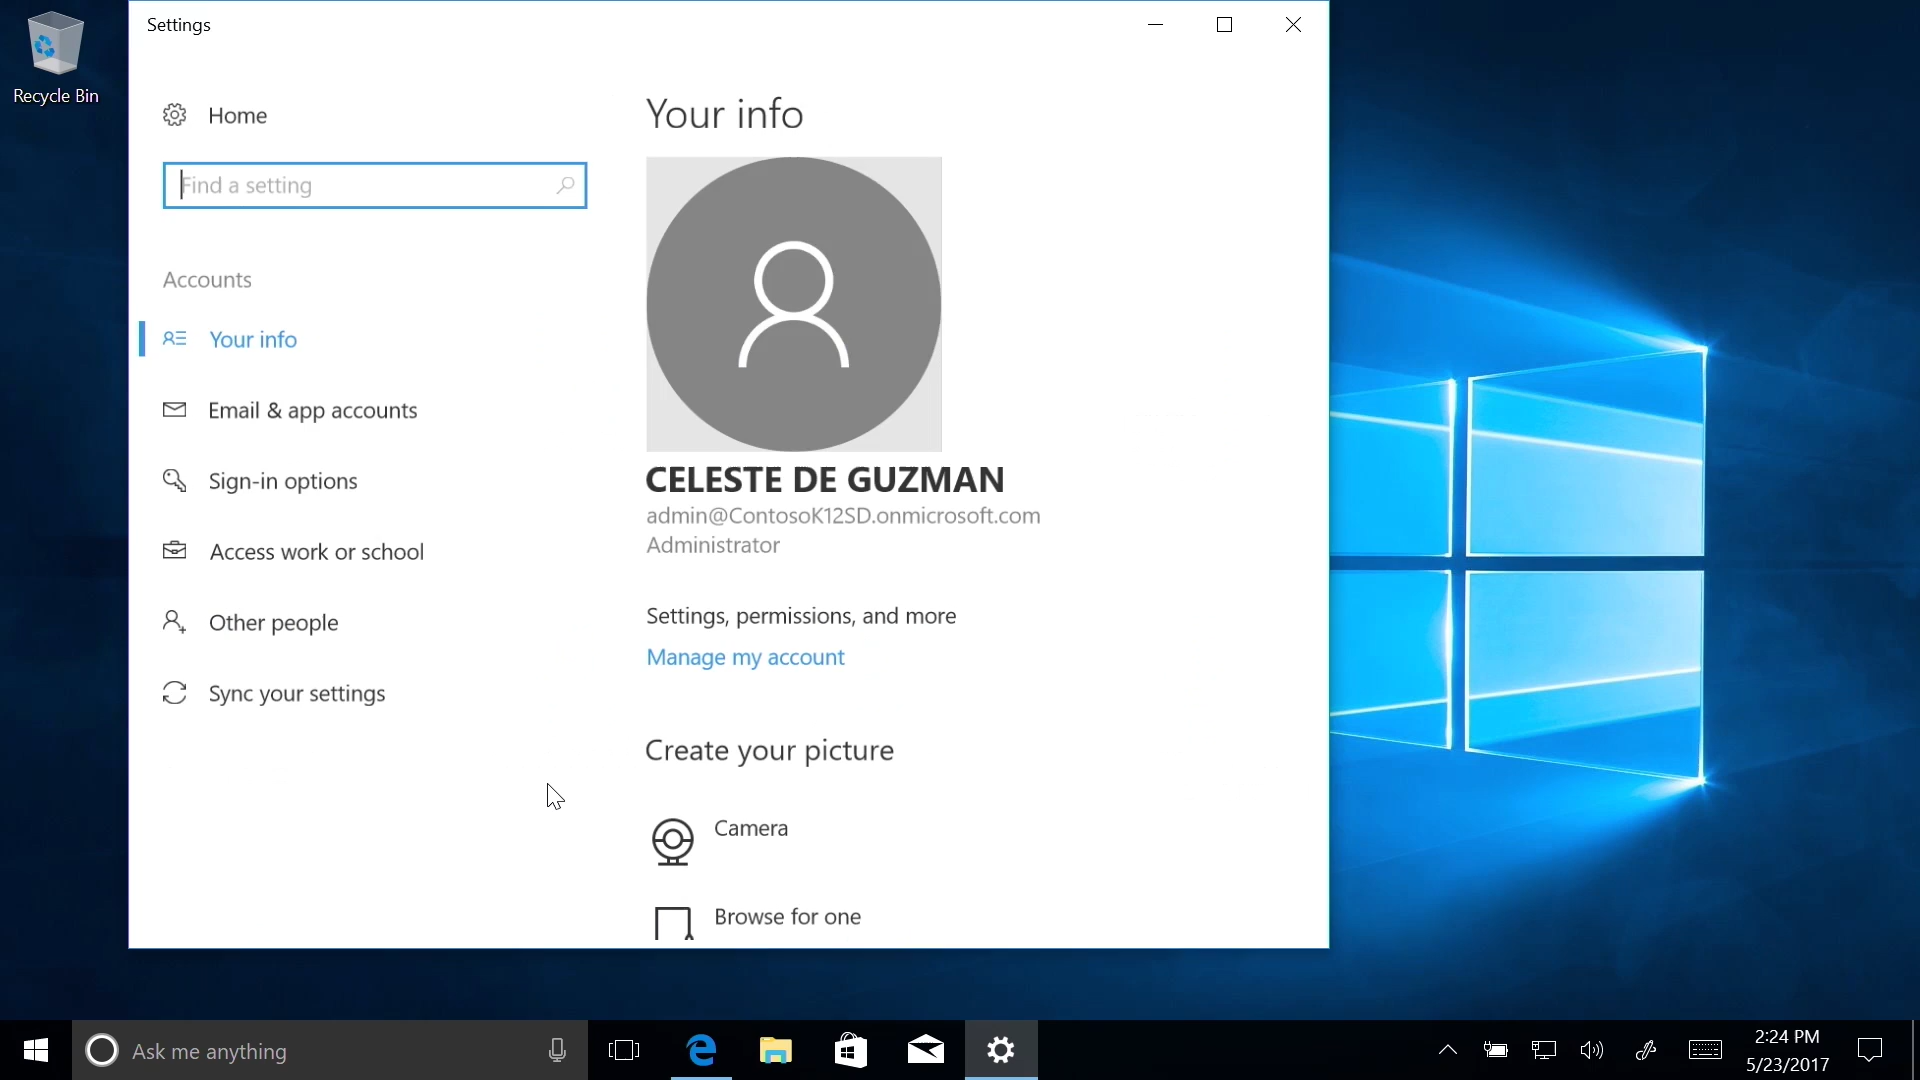 Recycle Bin
Settings
Home
Find a setting
Accounts
Your info
Email & app accounts
Sign-in options
Access work or school
Other people
Sync your settings
Your info
CELESTE DE GUZMAN
admin@ContosoK12SD.onmicrosoft.com
Administrator
Settings, permissions, and more
Manage my account
Create your picture
Camera
Browse for one
Ask me anything
2:24 PM
5/23/2017